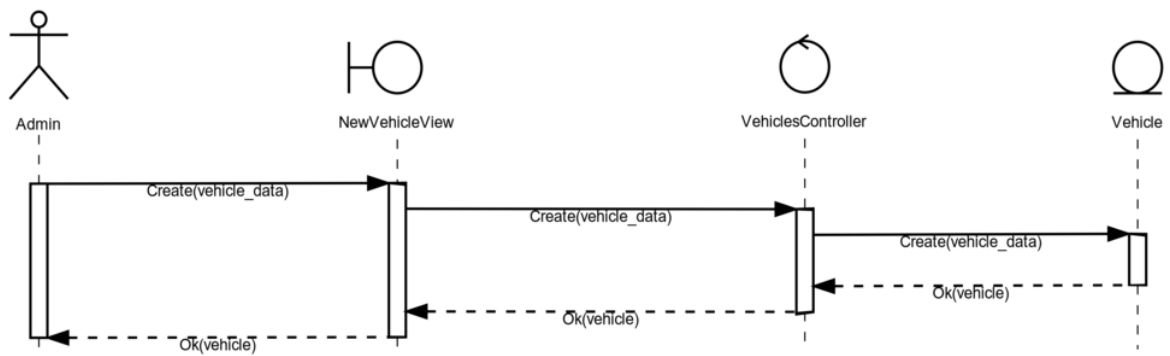 Admin
NewVehicleView
VehiclesController
Vehicle
Create(vehicle_data)
Create(vehicle_data)
Create(vehicle_data)
Ok(vehicle)
Ok(vehicle)
Ok(vehicle)